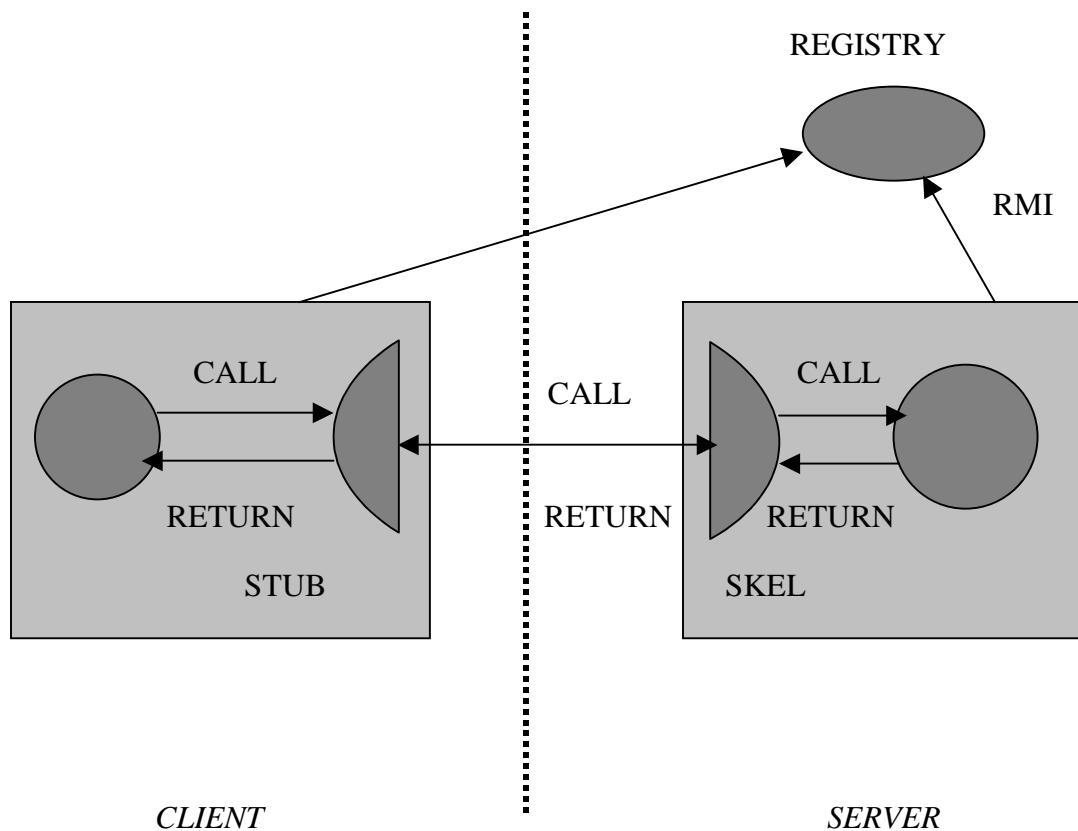 REGISTRY
RMI
CALL
CALL
CALL
RETURN
RETURN
RETURN
STUB
SKEL
CLIENT
SERVER